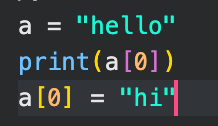 a = "hello"
print(a[0])
a[0] = "hi"